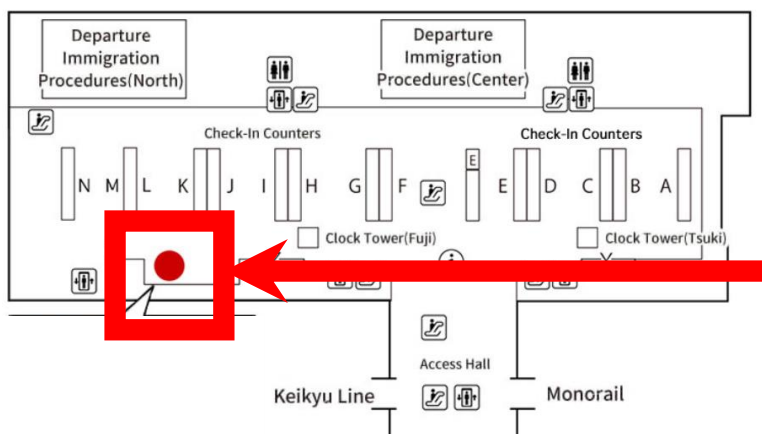 Departure
Immigration
Procedures(North)
Departure
Immigration
Procedures(Center)
Check-In Counters
Check-In Counters
N M L K J I H G F E E D C B A
Clock Tower(Fuji)
Clock Tower(Tsuki)
Access Hall
Keikyu Line
Monorail